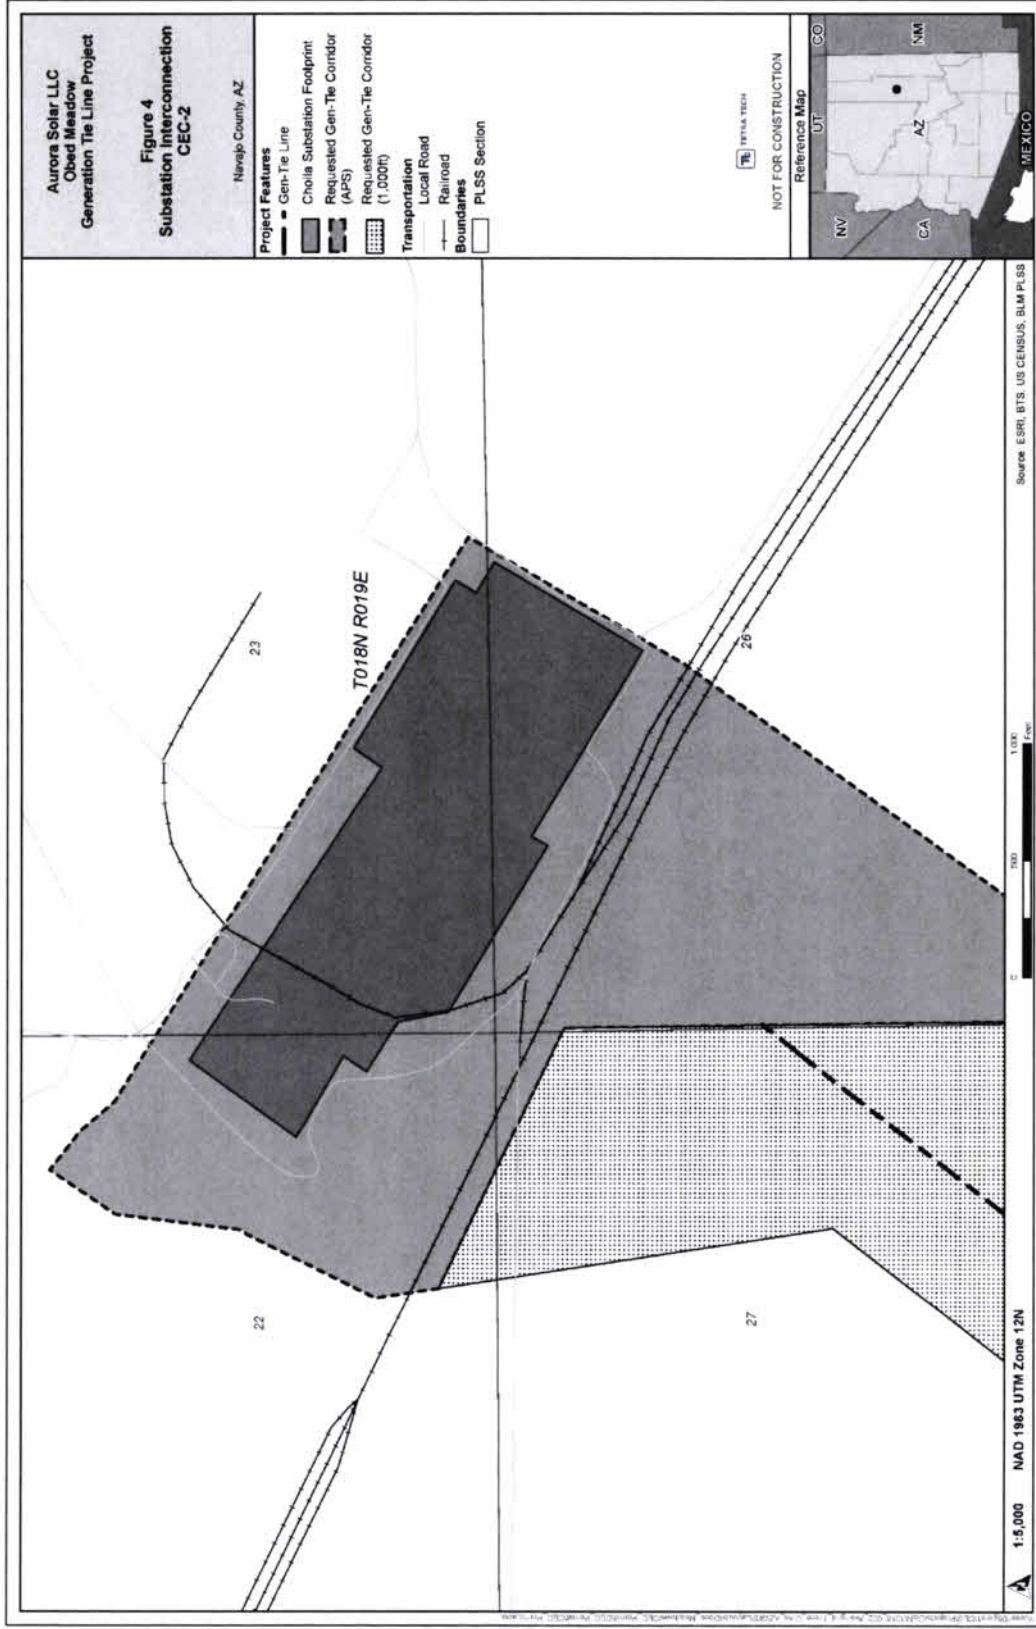 Aurora Solar LLC
Obed Meadow
Generation Tie Line Project
Figure 4
Substation Interconnection
CEC-2
Navajo County, AZ
Project Features
Gen-Tie Line
Cholla Substation Footprint
Requested Gen-Tie Corridor
(APS)
Requested Gen-Tie Corridor
(1,000ft)
Transportation
Local Road
Railroad
Boundaries
PLSS Section
TETRA TECH
NOT FOR CONSTRUCTION
Reference Map
NV
UT
CO
CA
AZ
NM
MEXICO
23
T018N R019E
22
26
27
0
500
1,000
Feet
1:5,000
NAD 1983 UTM Zone 12N
Source: ESRI, BTS, US CENSUS, BLM PLSS